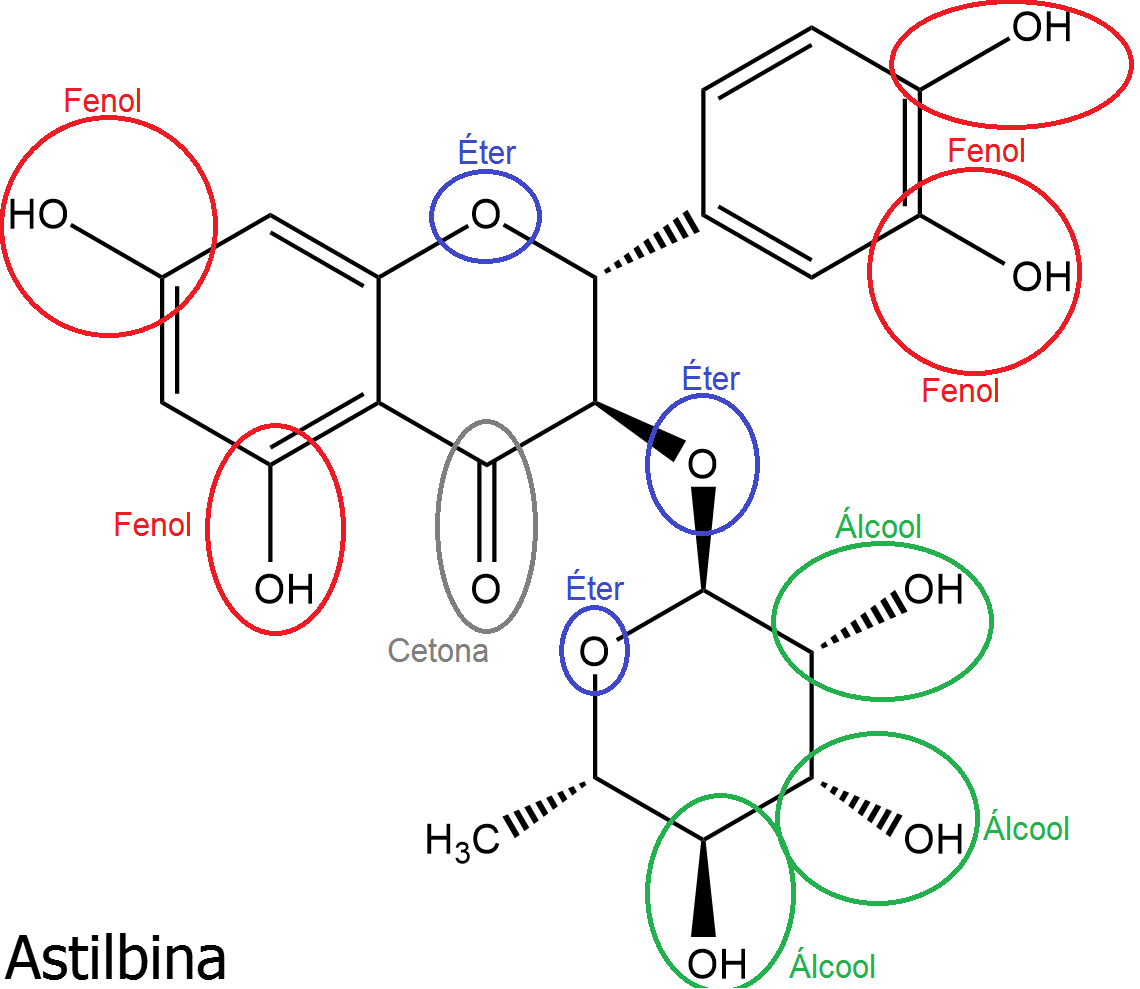 OH
Fenol
Éter
Fenol
HO
O
OH
Éter
Fenol
O
Fenol
Álcool
OH
O
Éter
OH
Cetona
O
H3C
OH
Álcool
Astilbina
OH
Álcool